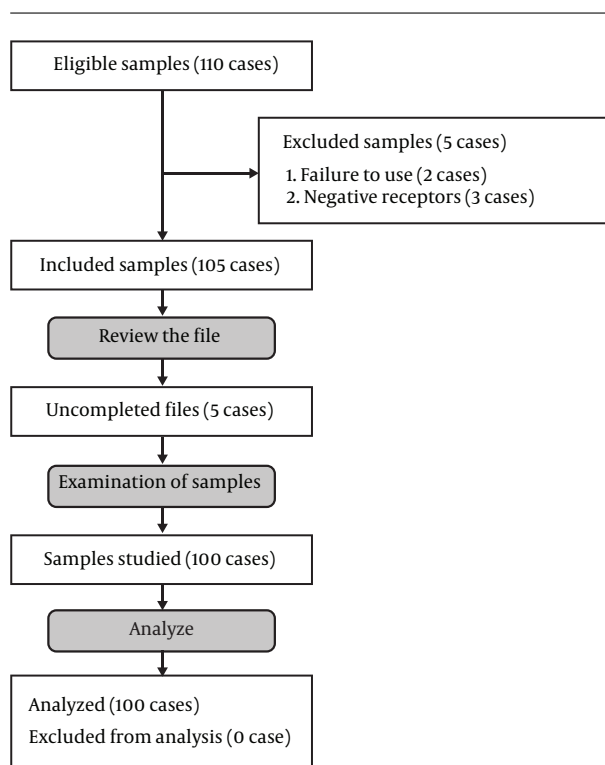 Eligible samples (110 cases)
Excluded samples (5 cases)
1. Failure to use (2 cases)
2. Negative receptors (3 cases)
Included samples (105 cases)
Review the file
Uncompleted files (5 cases)
Examination of samples
Samples studied (100 cases)
Analyze
Analyzed (100 cases)
Excluded from analysis (0 case)